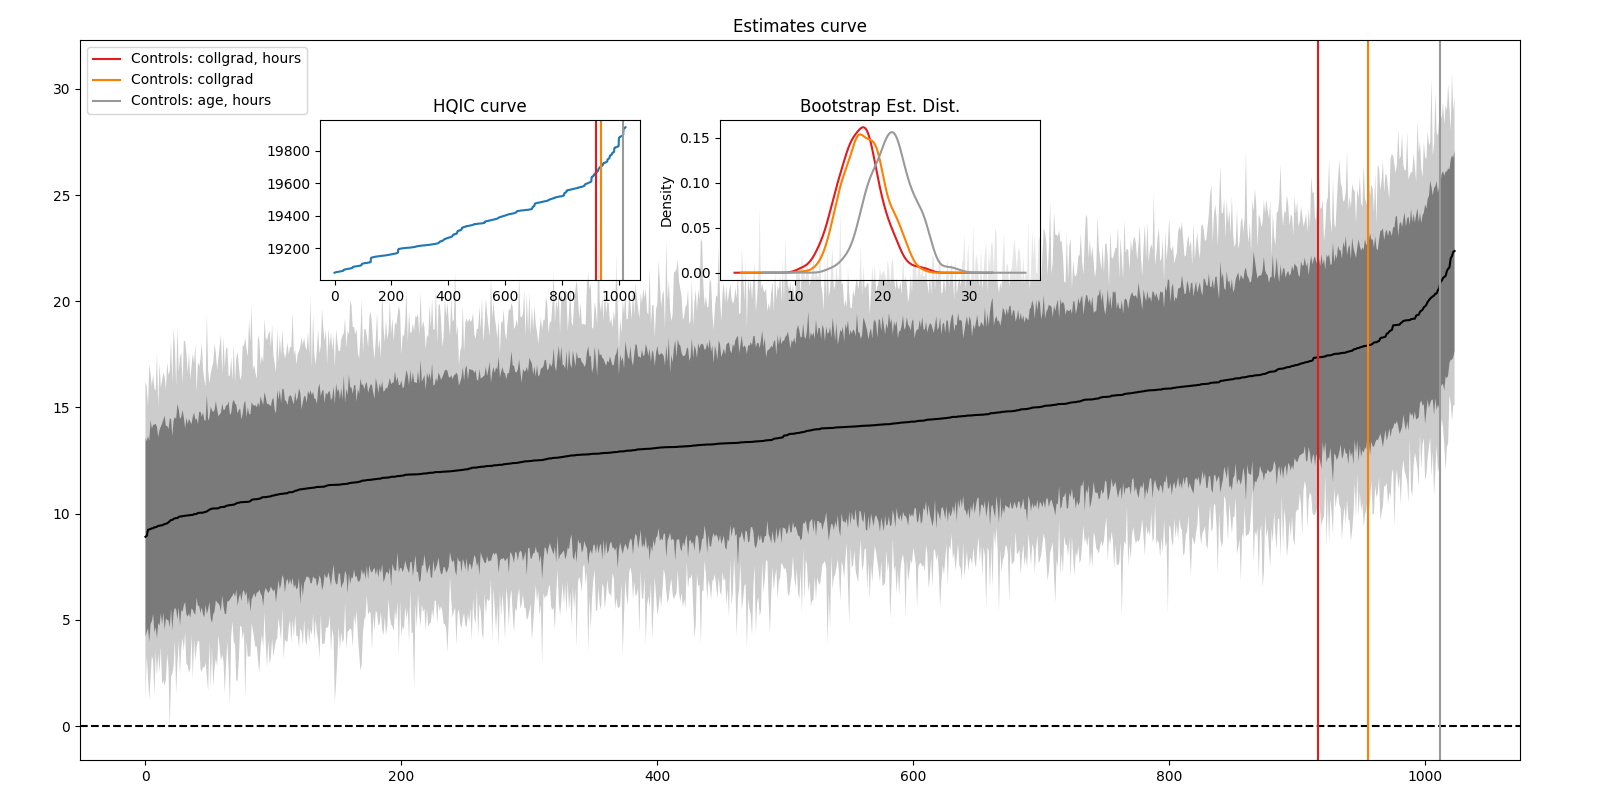 Estimates curve
Controls: collgrad, hours
Controls: collgrad
Controls: age, hours
HQIC curve
19800
19600
19400
19200
0 200 400 600 800 1000
Bootstrap Est. Dist.
Density
0.15
0.10
0.05
0.00
10 20 30
30
25
20
15
10
5
0
0 200 400 600 800 1000